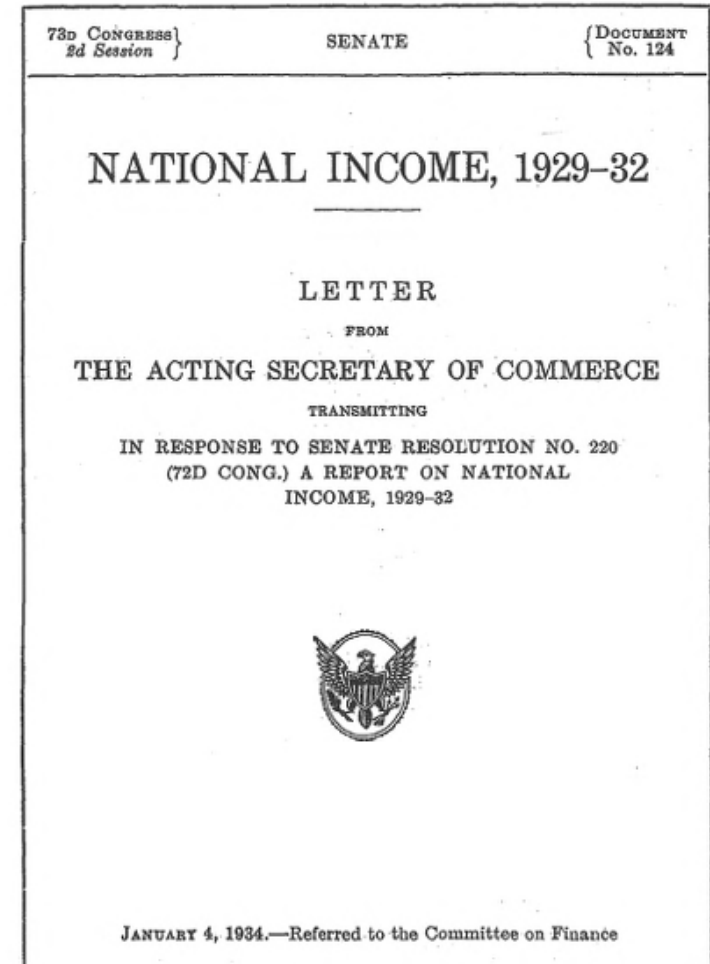 73D CONGRESS } SENATE { DOCUMENT
2d Session } { No. 124
NATIONAL INCOME, 1929–32
LETTER
FROM
THE ACTING SECRETARY OF COMMERCE
TRANSMITTING
IN RESPONSE TO SENATE RESOLUTION NO. 220
(72D CONG.) A REPORT ON NATIONAL
INCOME, 1929–32
JANUARY 4, 1934.—Referred to the Committee on Finance